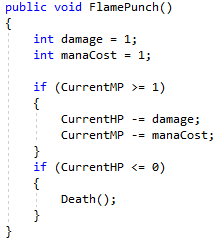 public void FlamePunch()
{
    int damage = 1;
    int manaCost = 1;

    if (CurrentMP >= 1)
    {
        CurrentHP -= damage;
        CurrentMP -= manaCost;
    }
    if (CurrentHP <= 0)
    {
        Death();
    }
}